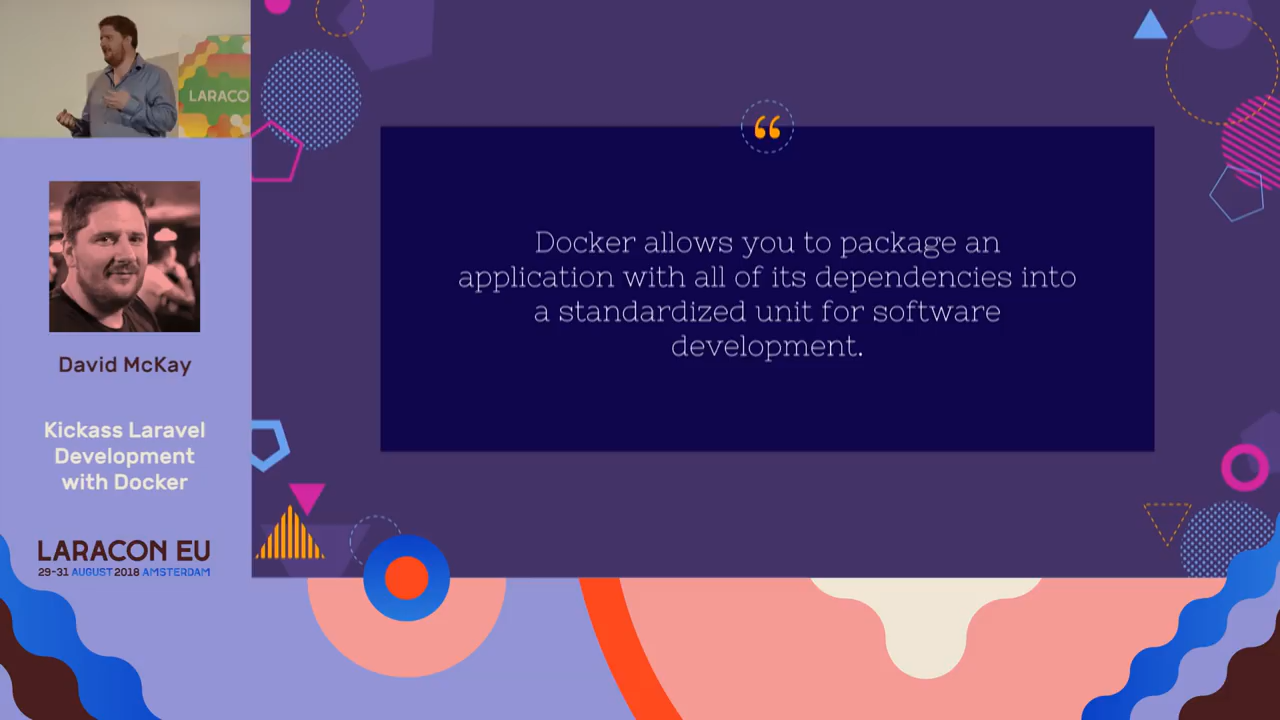 LARACO
David McKay
Kickass Laravel
Development
with Docker
LARACON EU
29-31 AUGUST 2018 AMSTERDAM
“
Docker allows you to package an
application with all of its dependencies into
a standardized unit for software
development.